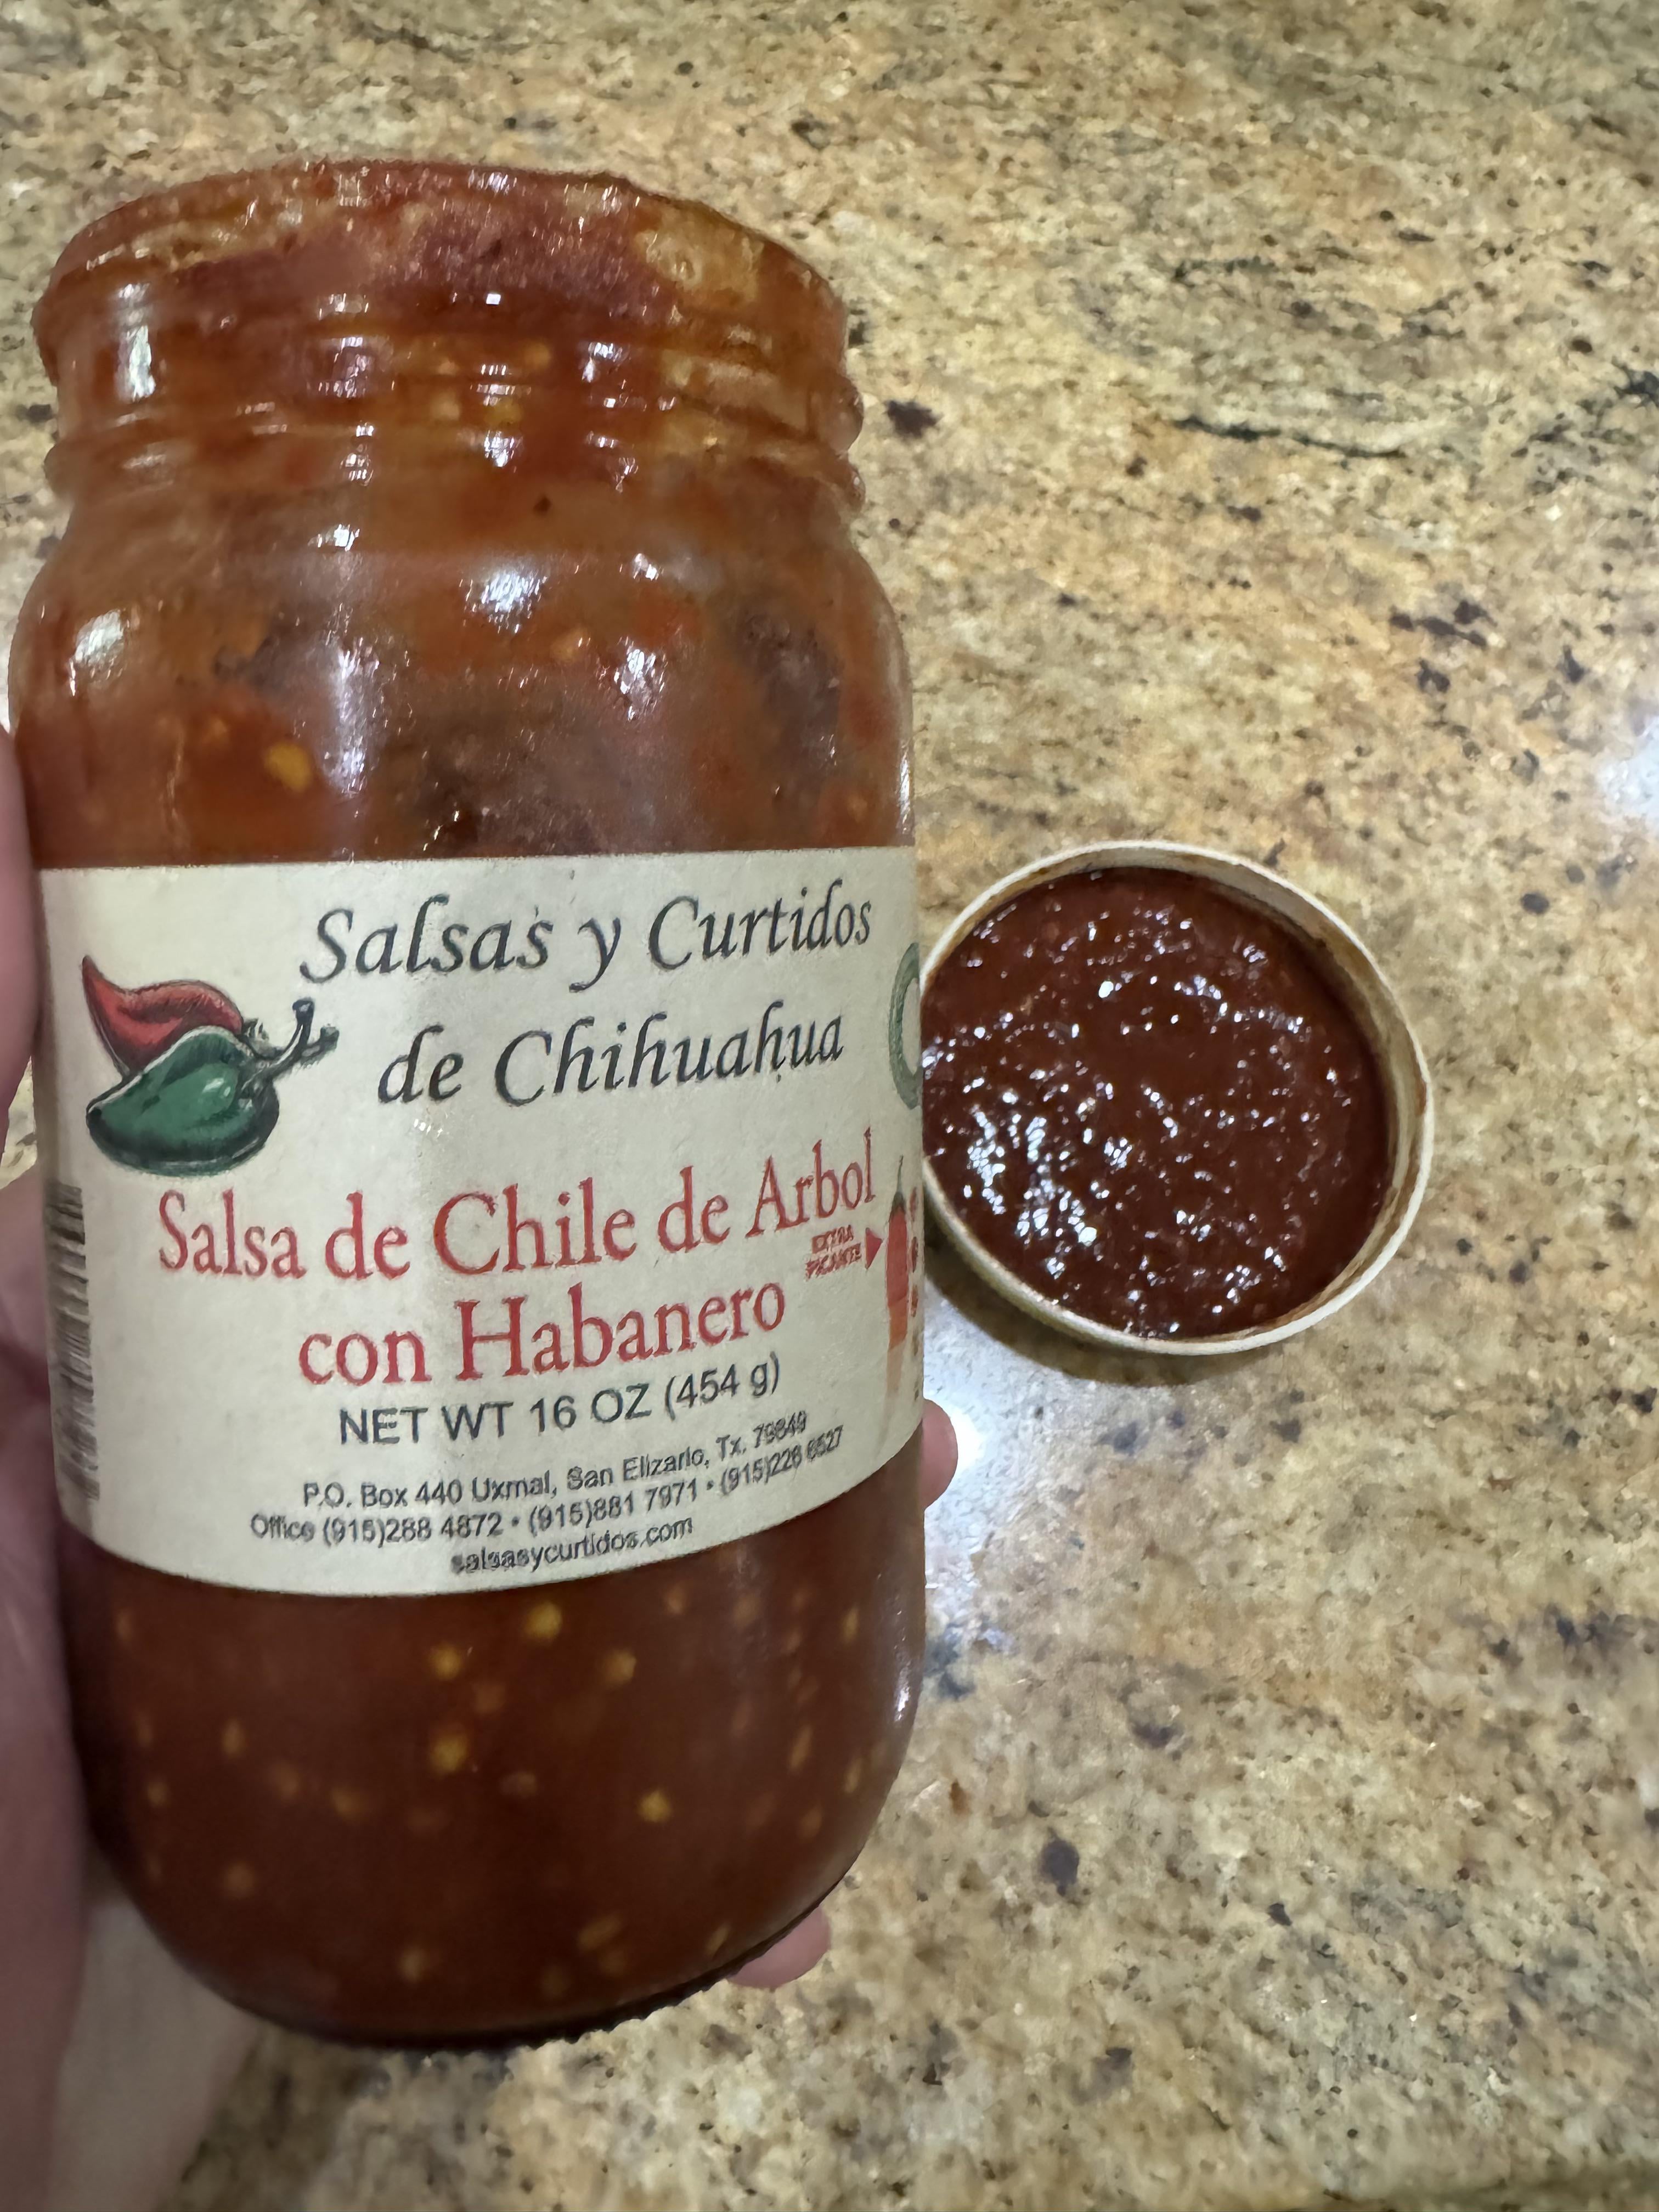 Salsas y Curtidos
de Chihuahua
Salsa de Chile de Arbol
EXTRA
PICANTE
con Habanero
NET WT 16 OZ (454 g)
P.O. Box 440 Uxmal, San Elizario, Tx. 79849
Office (915)288 4872 • (915)881 7971 • (915)226 6527
salsasycurtidos.com